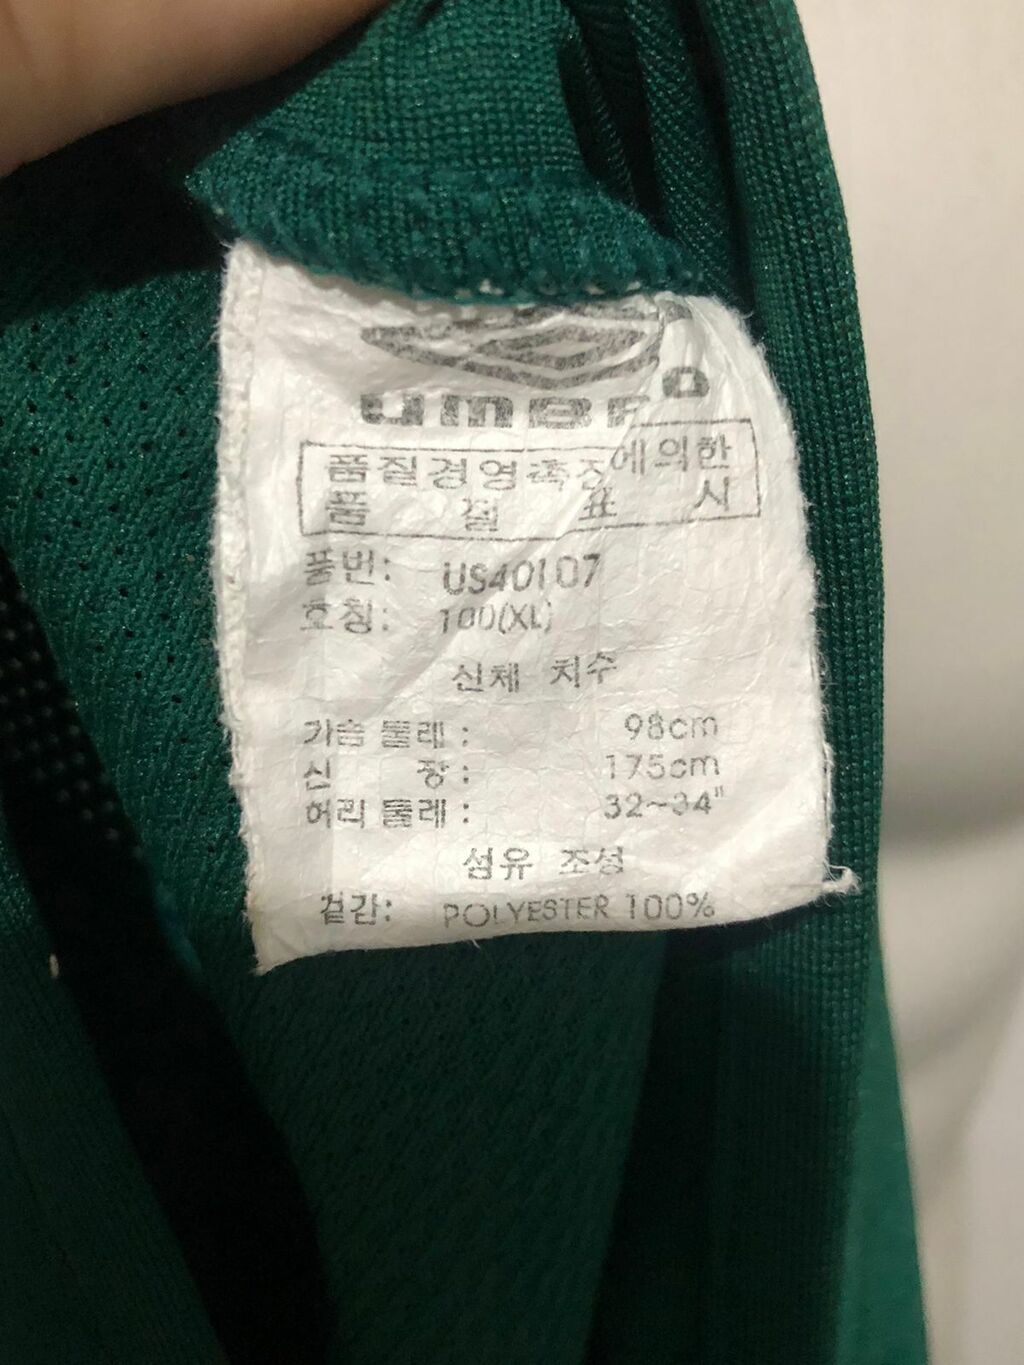 umbro
품질경영촉진에의한
품 질 표 시
품번: US40107
호칭: 100(XL)
신체 치수
가슴 둘레 : 98cm
신 장 : 175cm
허리 둘레 : 32~34"
섬유 조성
겉감: POLYESTER 100%